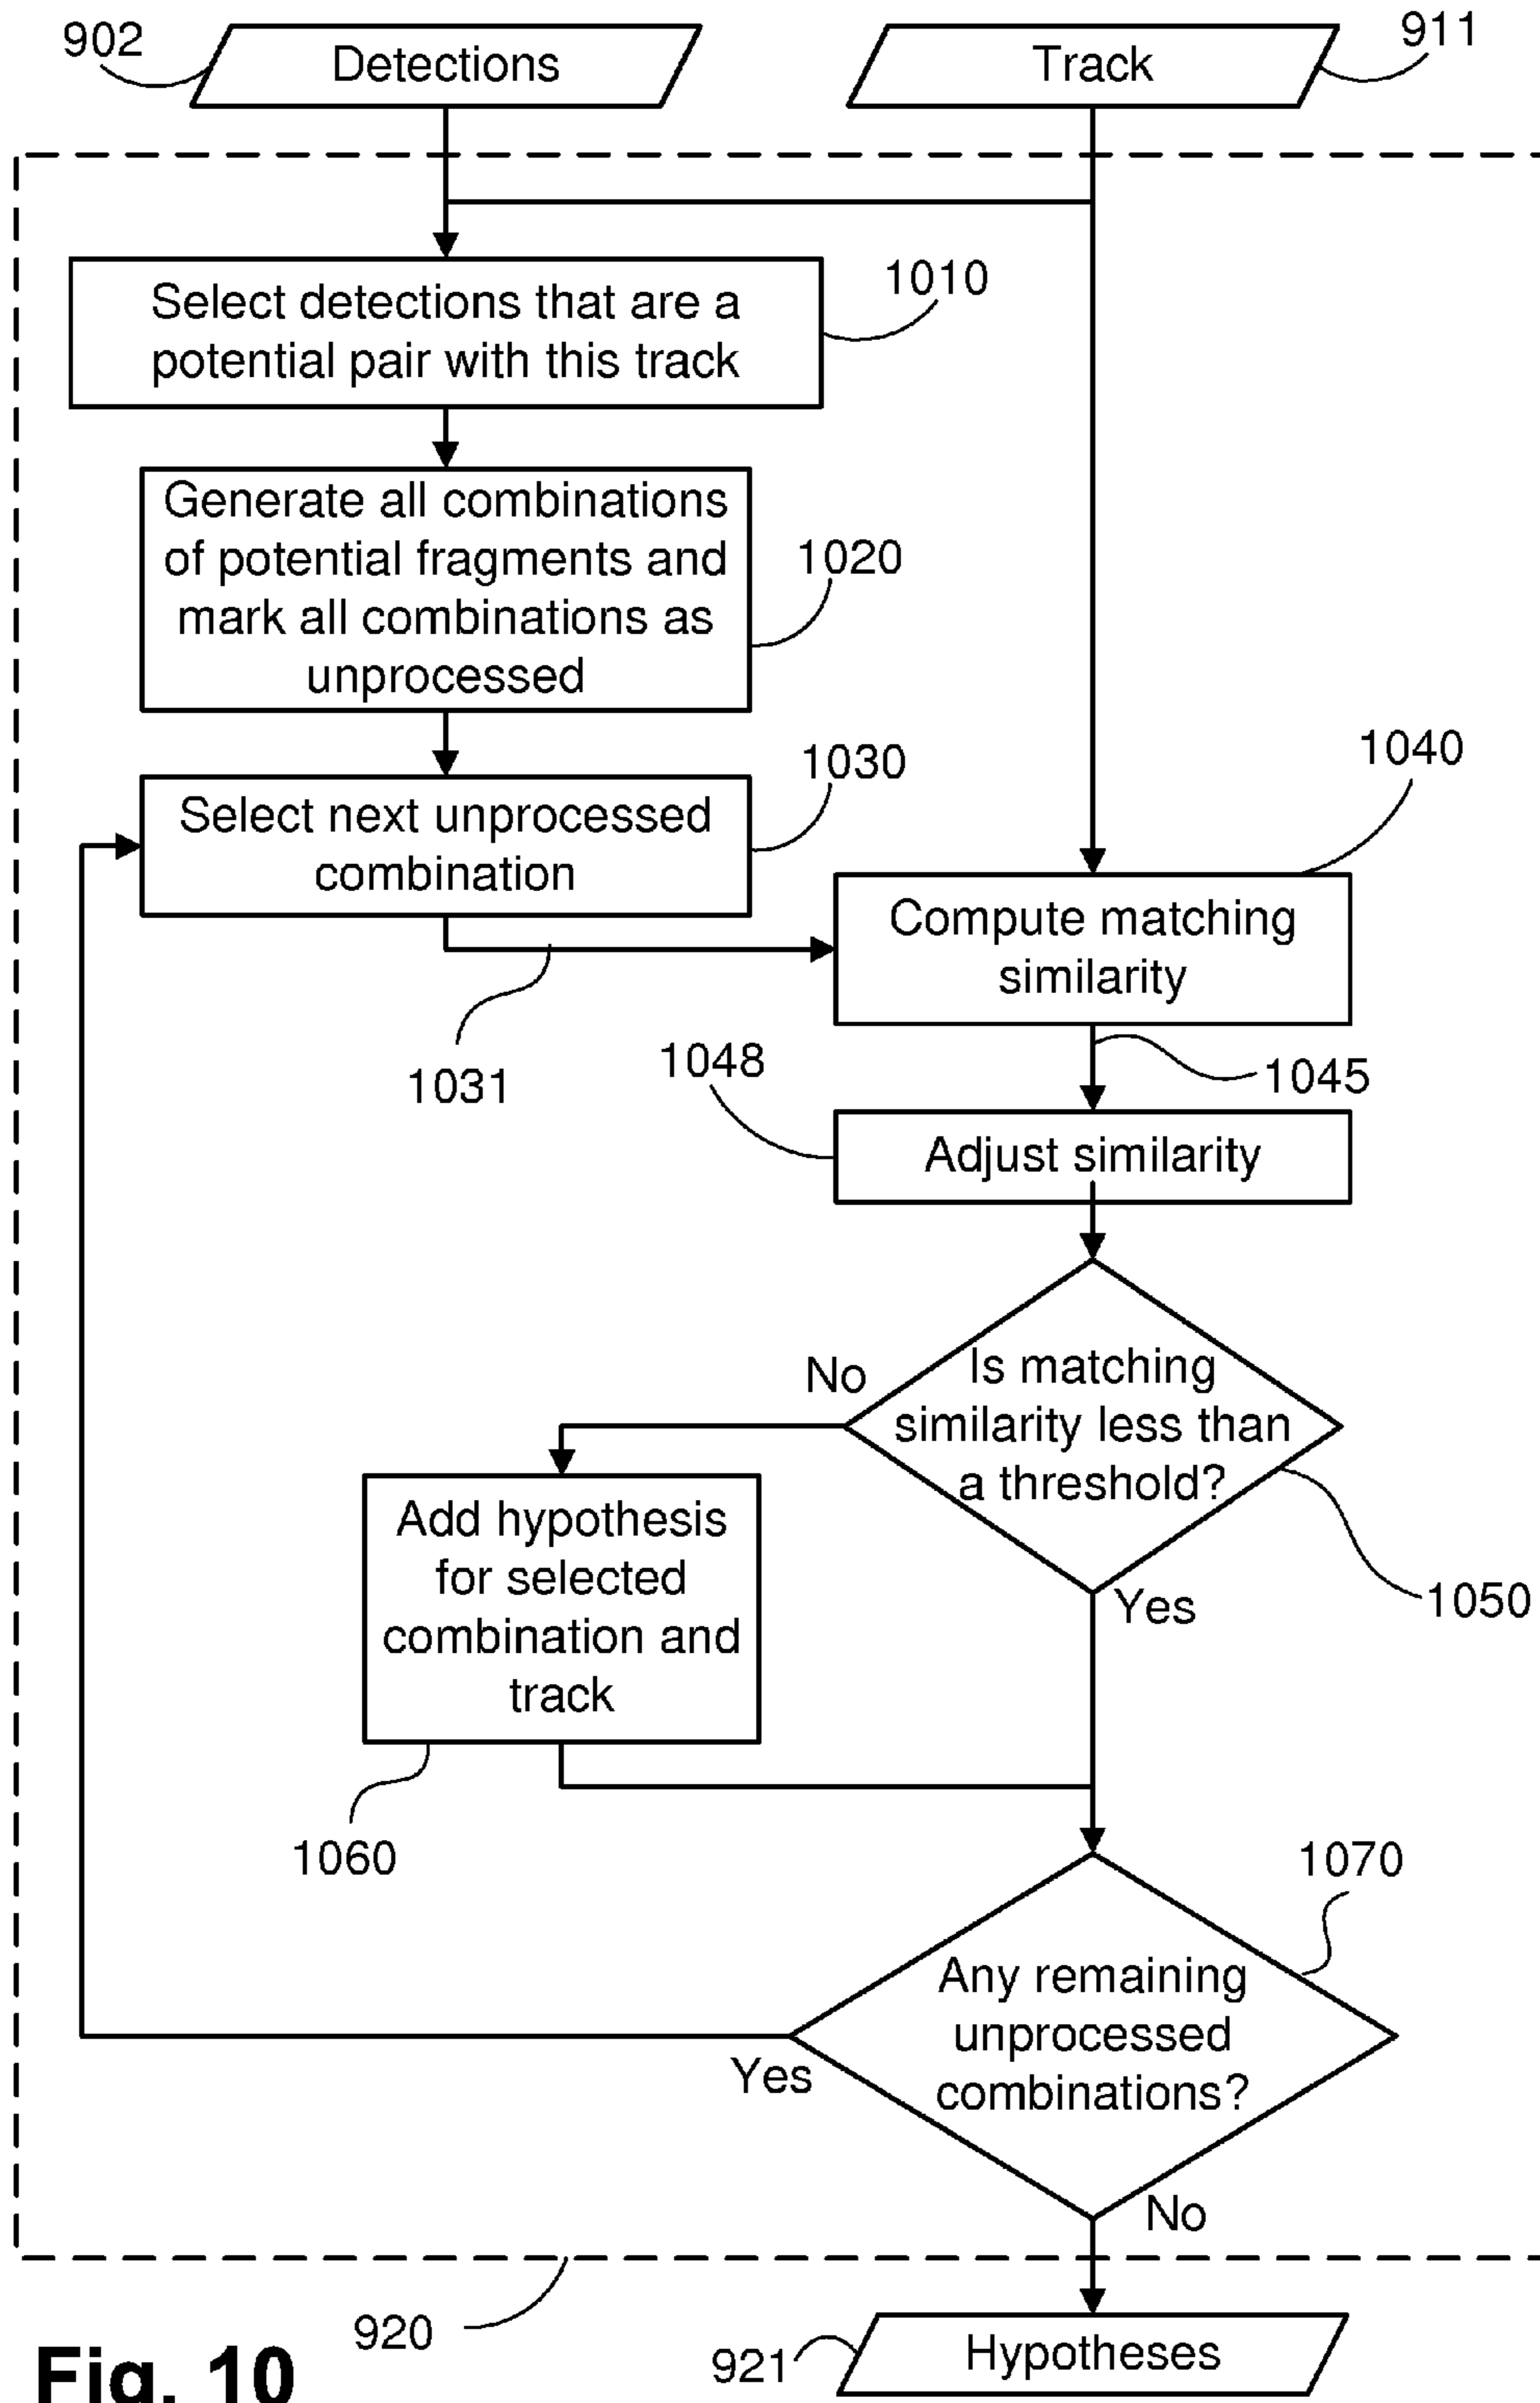 902
Detections
Track
911
Select detections that are a
potential pair with this track
1010
Generate all combinations
of potential fragments and
mark all combinations as
unprocessed
1020
Select next unprocessed
combination
1030
1040
Compute matching
similarity
1031
1045
1048
Adjust similarity
Is matching
similarity less than
a threshold?
No
Yes
1050
Add hypothesis
for selected
combination and
track
1060
1070
Any remaining
unprocessed
combinations?
Yes
No
920
921
Hypotheses
Fig. 10